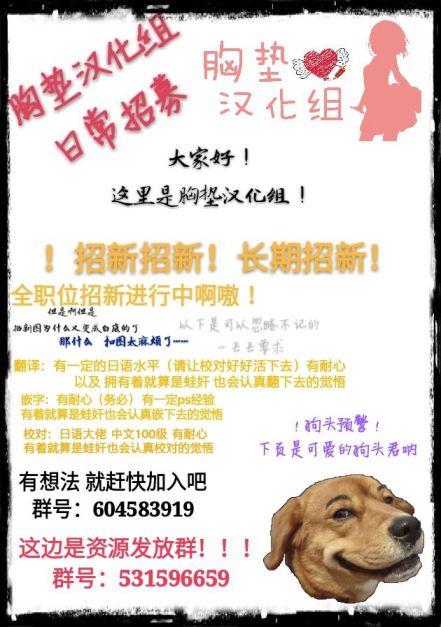 胸垫汉化组
日常招募
胸垫
汉化组
大家好！
这里是胸垫汉化组！
！招新招新！长期招新！
全职位招新进行中啊嗷！
但是啊但是
招新图为什么又变成白底的了
那什么 抠图太麻烦了……
以下是可以忽略不记的
一丢丢要求
翻译：有一定的日语水平（请让校对好好活下去）有耐心
以及 拥有着就算是蛙奸 也会认真翻下去的觉悟
嵌字：有耐心（务必）有一定ps经验
有着就算是蛙奸也会认真嵌下去的觉悟
校对：日语大佬 中文100级 有耐心
有着就算是蛙奸也会认真校对的觉悟
！狗头预警！
下页是可爱的狗头君呐
有想法 就赶快加入吧
群号：604583919
这边是资源发放群！！！
群号：531596659